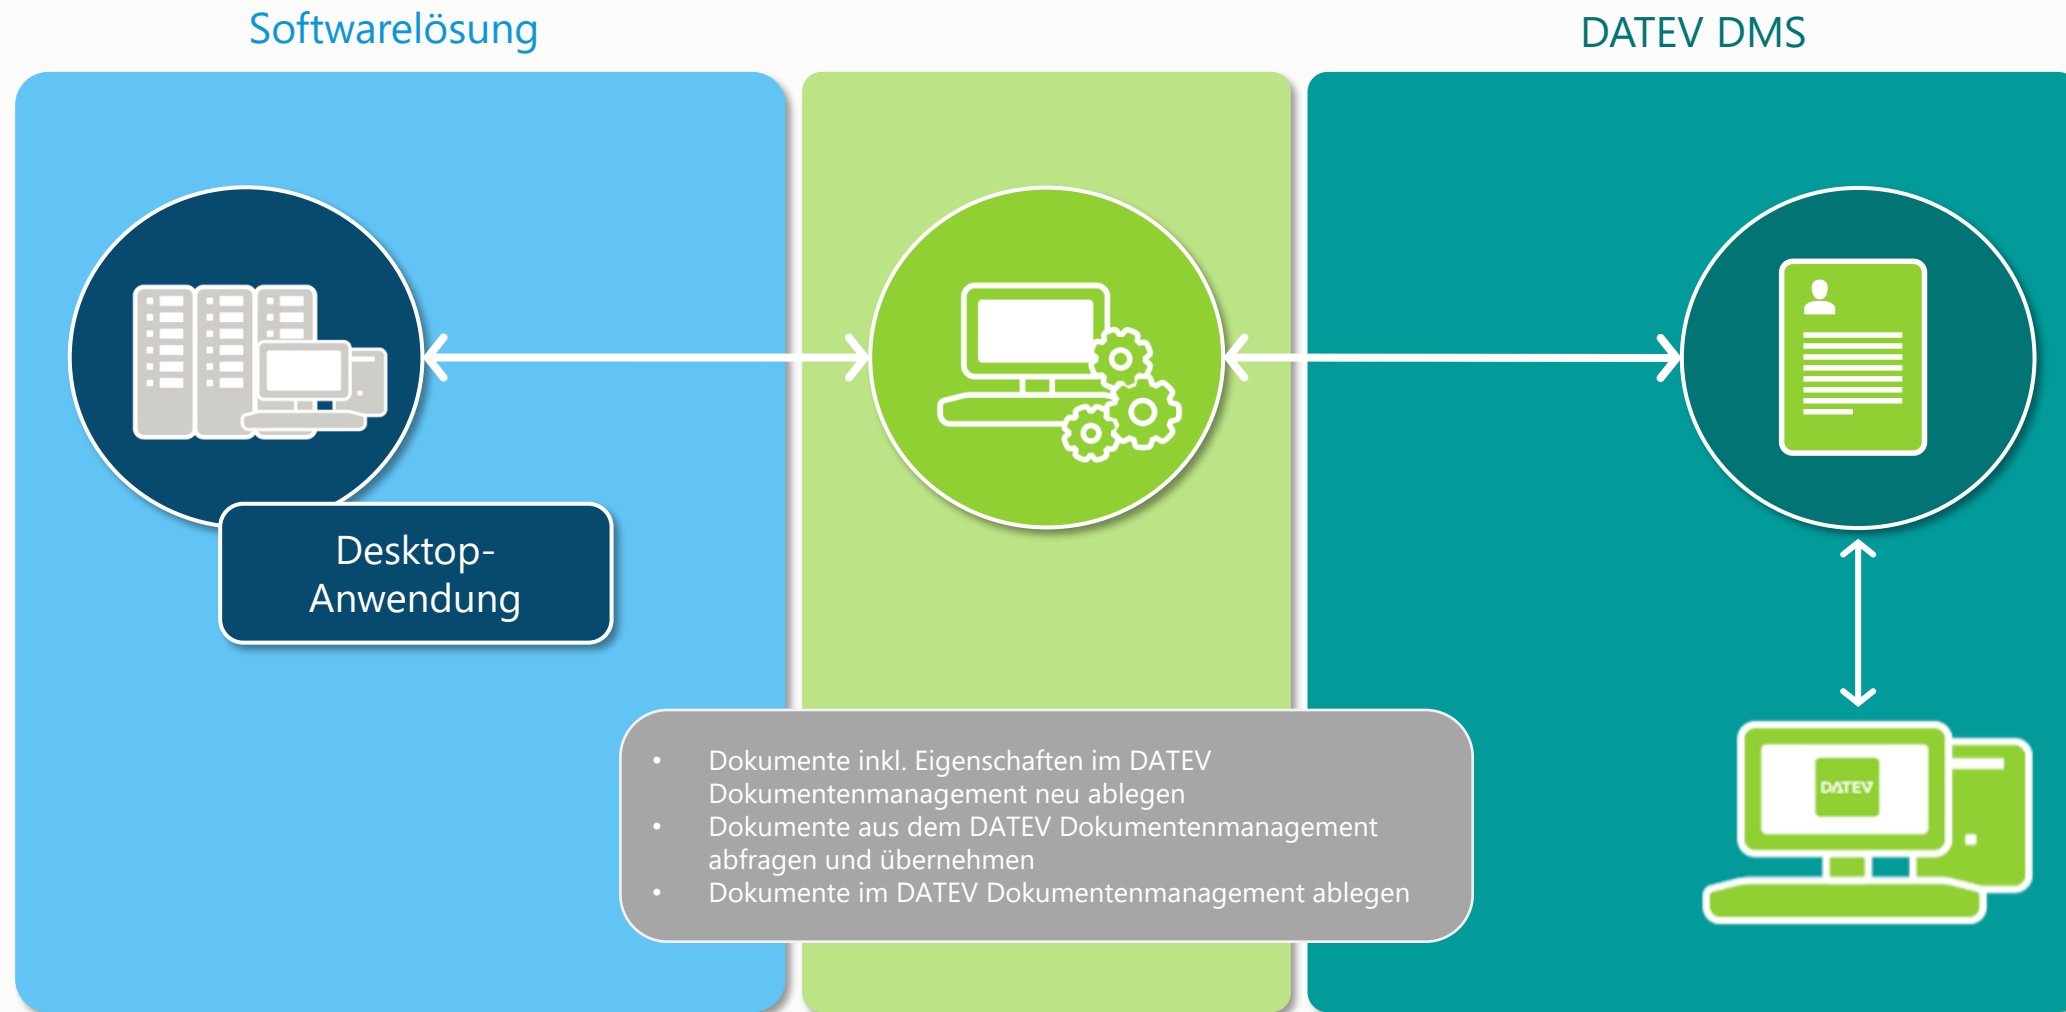 Softwarelösung
DATEV DMS
Desktop-
Anwendung
• Dokumente inkl. Eigenschaften im DATEV
Dokumentenmanagement neu ablegen
• Dokumente aus dem DATEV Dokumentenmanagement
abfragen und übernehmen
• Dokumente im DATEV Dokumentenmanagement ablegen
DATEV